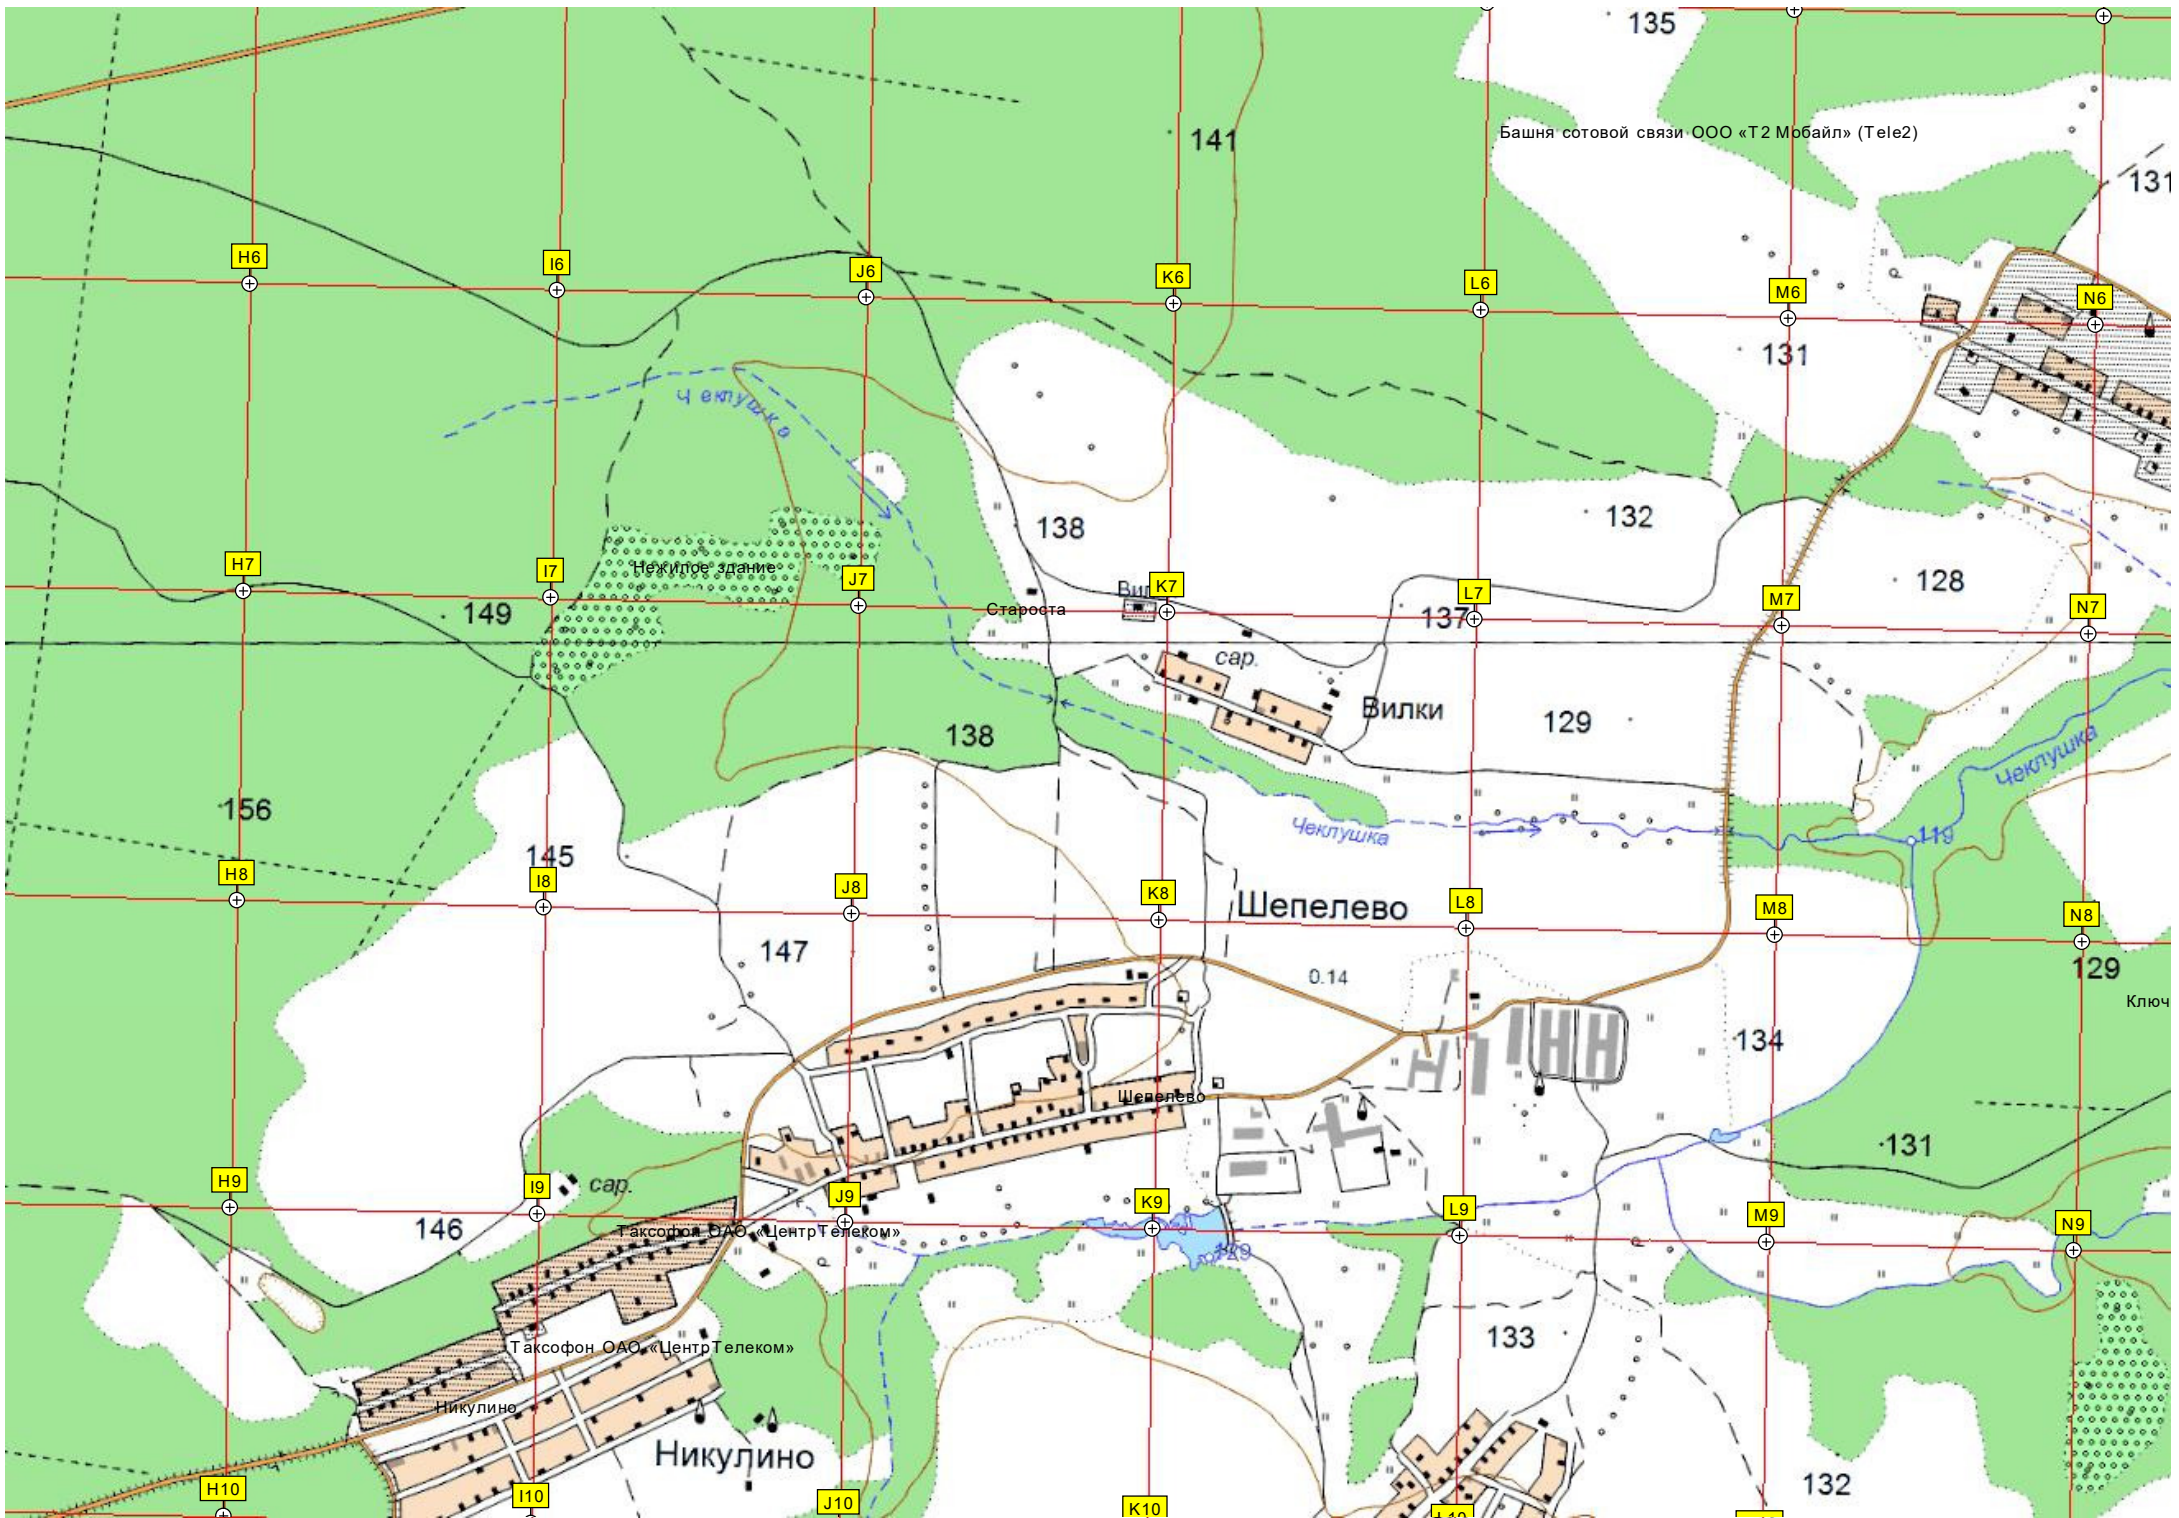 135
Башня сотовой связи ООО «Т2 Мобайл» (Tele2)
141
131
H6
I6
J6
K6
L6
M6
N6
131
Чеклушка
138
132
128
H7
I7
J7
K7
L7
M7
N7
Нежилое здание
149
Староста
137
сар.
Вилки
129
138
Чеклушка
156
Чеклушка
119
145
H8
I8
J8
K8
L8
M8
N8
Шепелево
147
0.14
129
Ключ
134
Шепелево
131
H9
I9
J9
K9
L9
M9
N9
сар.
146
Таксофон ОАО «ЦентрТелеком»
129
133
Таксофон ОАО «ЦентрТелеком»
Никулино
Никулино
132
H10
I10
J10
K10